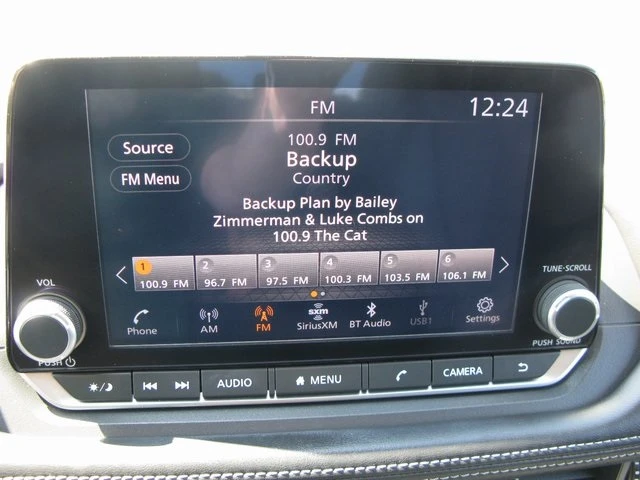 FM
12:24
Source
FM Menu
100.9 FM
Backup
Country
Backup Plan by Bailey
Zimmerman & Luke Combs on
100.9 The Cat
1
100.9 FM
2
96.7 FM
3
97.5 FM
4
100.3 FM
5
103.5 FM
6
106.1 FM
Phone
AM
FM
sxm
SiriusXM
BT Audio
USB1
Settings
VOL
PUSH
TUNE·SCROLL
PUSH SOUND
AUDIO
MENU
CAMERA